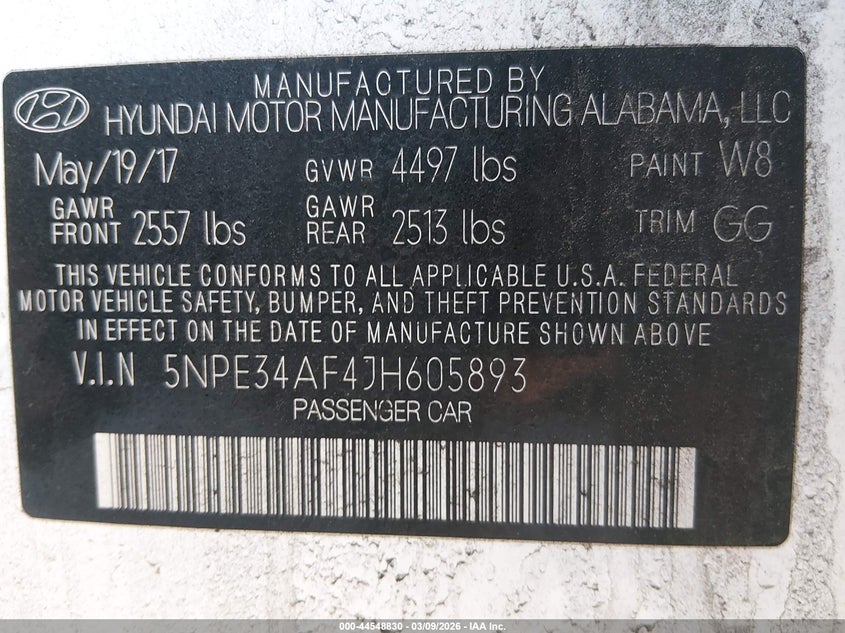 MANUFACTURED BY
HYUNDAI MOTOR MANUFACTURING ALABAMA, LLC
May/19/17 GVWR 4497 lbs PAINT W8
GAWR FRONT 2557 lbs GAWR REAR 2513 lbs TRIM GG
THIS VEHICLE CONFORMS TO ALL APPLICABLE U.S.A. FEDERAL
MOTOR VEHICLE SAFETY, BUMPER, AND THEFT PREVENTION STANDARDS
IN EFFECT ON THE DATE OF MANUFACTURE SHOWN ABOVE
V.I.N 5NPE34AF4JH605893
PASSENGER CAR
000-44548830 - 03/09/2026 - IAA Inc.